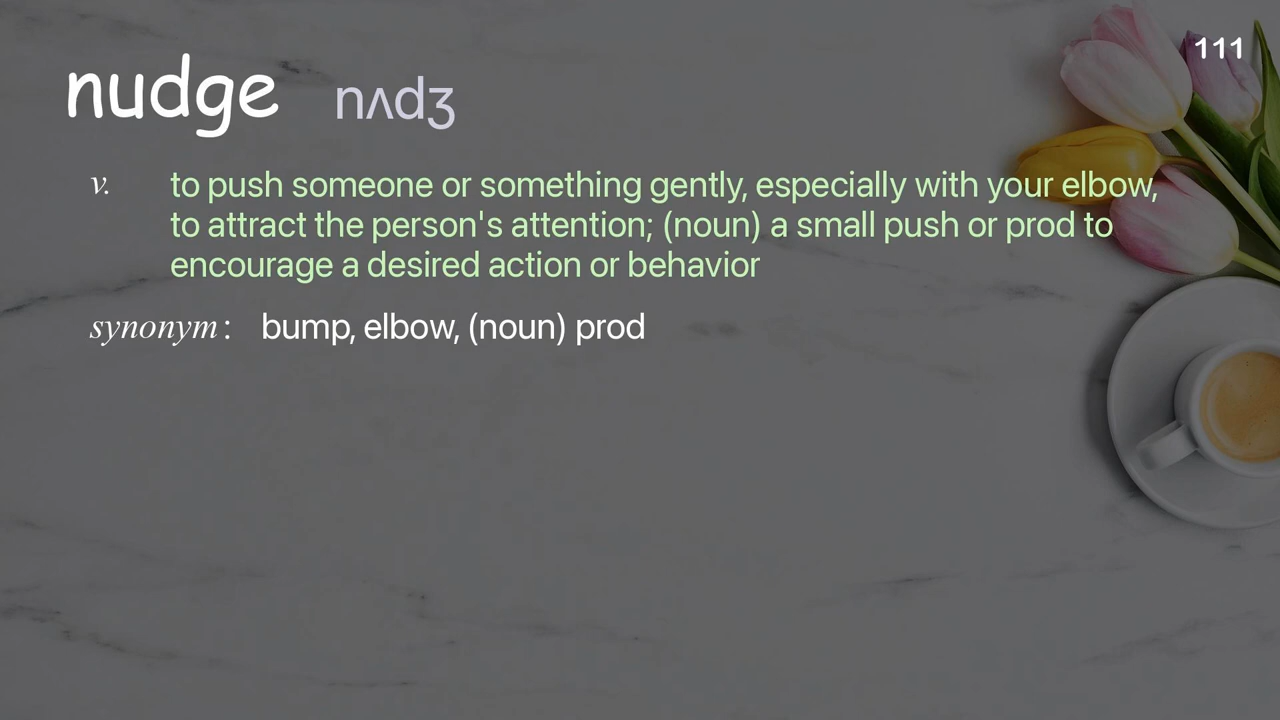 111
nudge nʌdʒ
v. to push someone or something gently, especially with your elbow,
to attract the person's attention; (noun) a small push or prod to
encourage a desired action or behavior
synonym: bump, elbow, (noun) prod